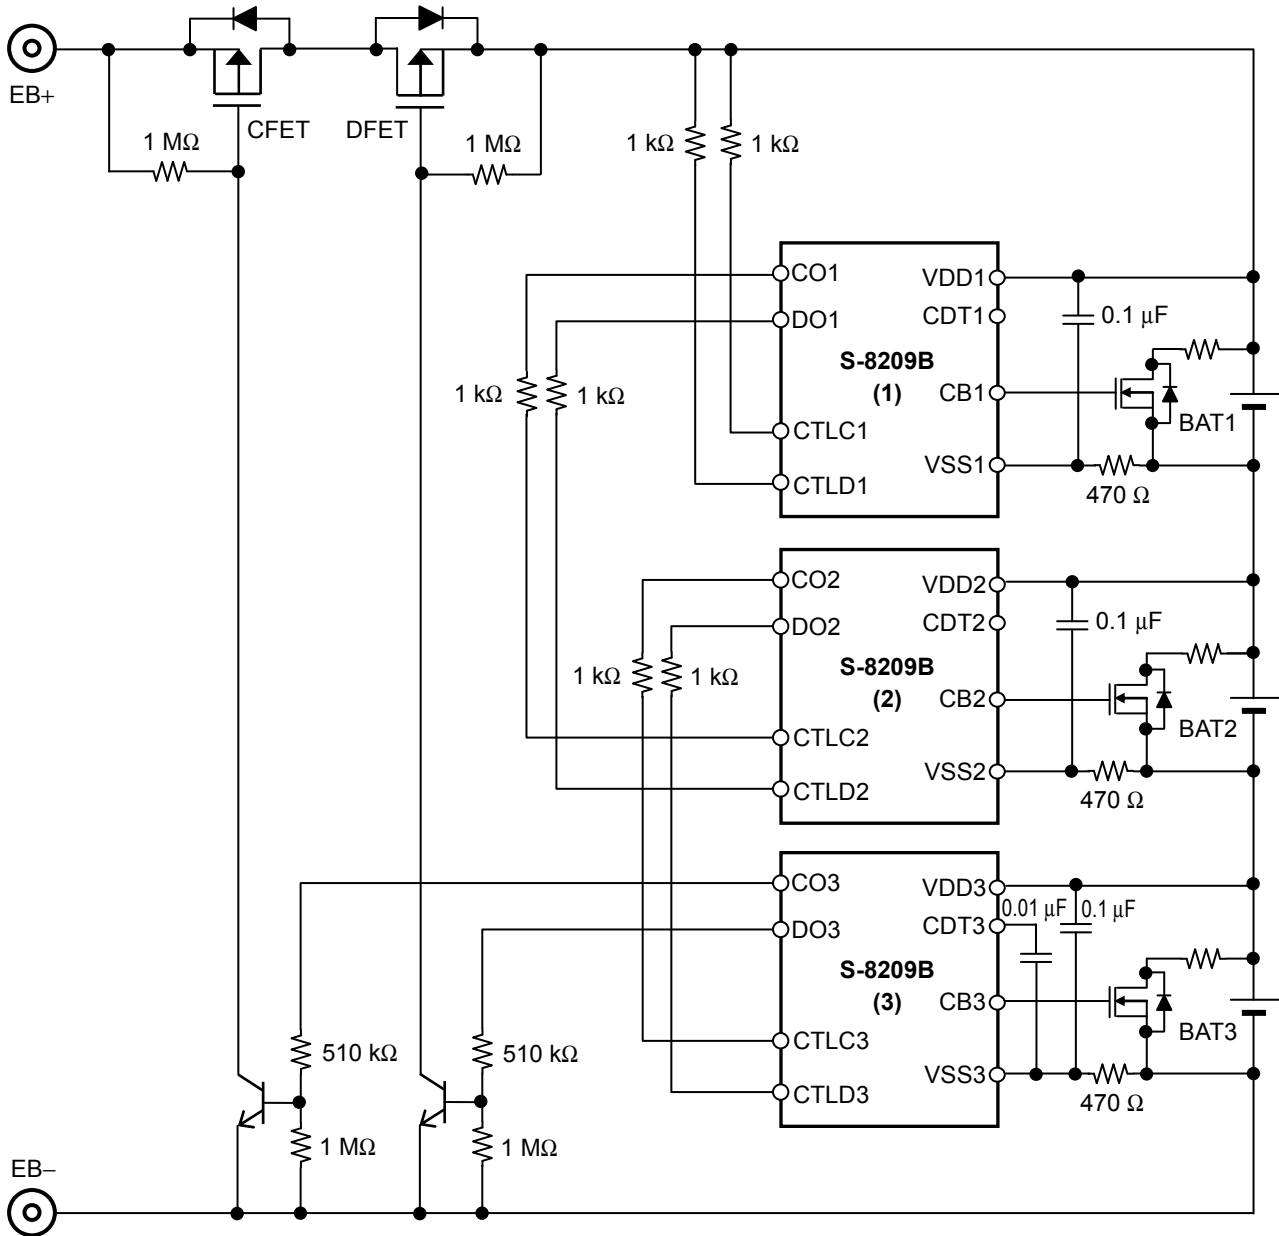 EB+
CFET
DFET
1 MΩ
1 MΩ
1 kΩ
1 kΩ
CO1
VDD1
DO1
CDT1
0.1 μF
S-8209B
(1)
CB1
1 kΩ
1 kΩ
BAT1
CTLC1
VSS1
CTLD1
470 Ω
CO2
VDD2
DO2
CDT2
0.1 μF
S-8209B
(2)
1 kΩ
1 kΩ
CB2
BAT2
CTLC2
VSS2
CTLD2
470 Ω
CO3
VDD3
0.01 μF
0.1 μF
DO3
CDT3
S-8209B
(3)
CB3
BAT3
510 kΩ
510 kΩ
CTLC3
VSS3
CTLD3
470 Ω
1 MΩ
1 MΩ
EB−